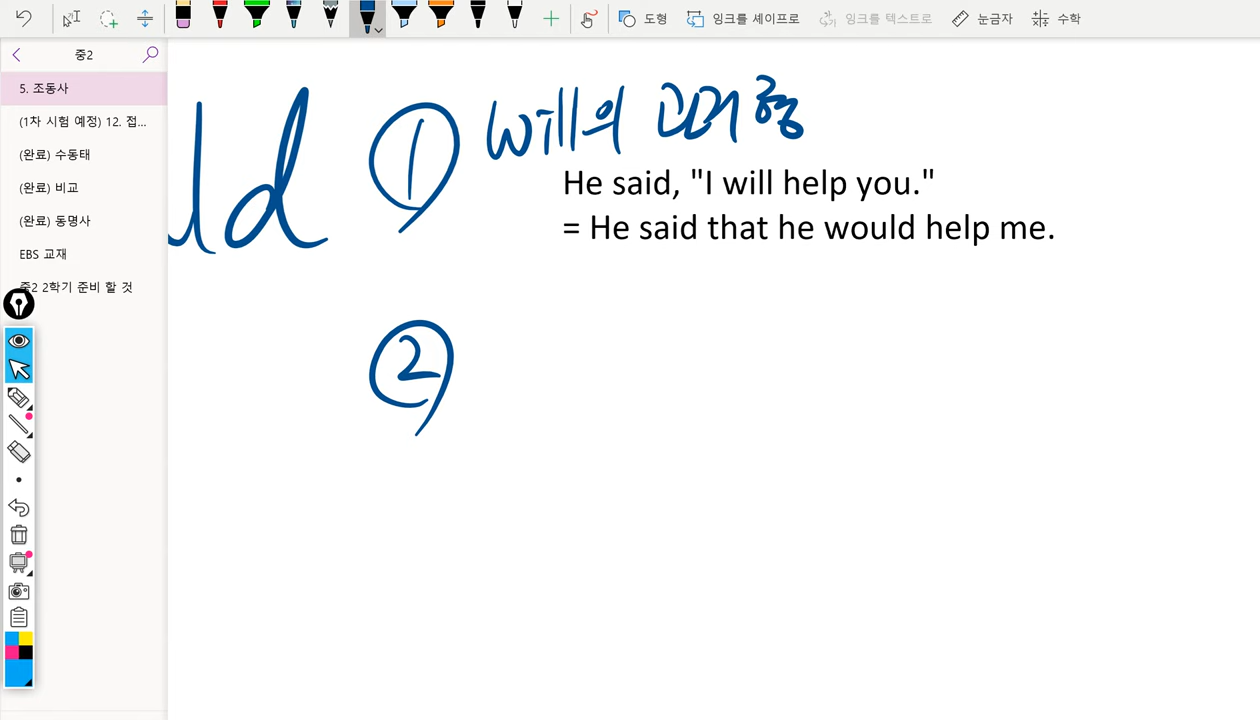 도형
잉크를 셰이프로
잉크를 텍스트로
눈금자
수학
중2
5. 조동사
(1차 시험 예정) 12. 접...
(완료) 수동태
(완료) 비교
(완료) 동명사
EBS 교재
중2 2학기 준비 할 것
ld ① will의 과거형
He said, "I will help you."
= He said that he would help me.
②